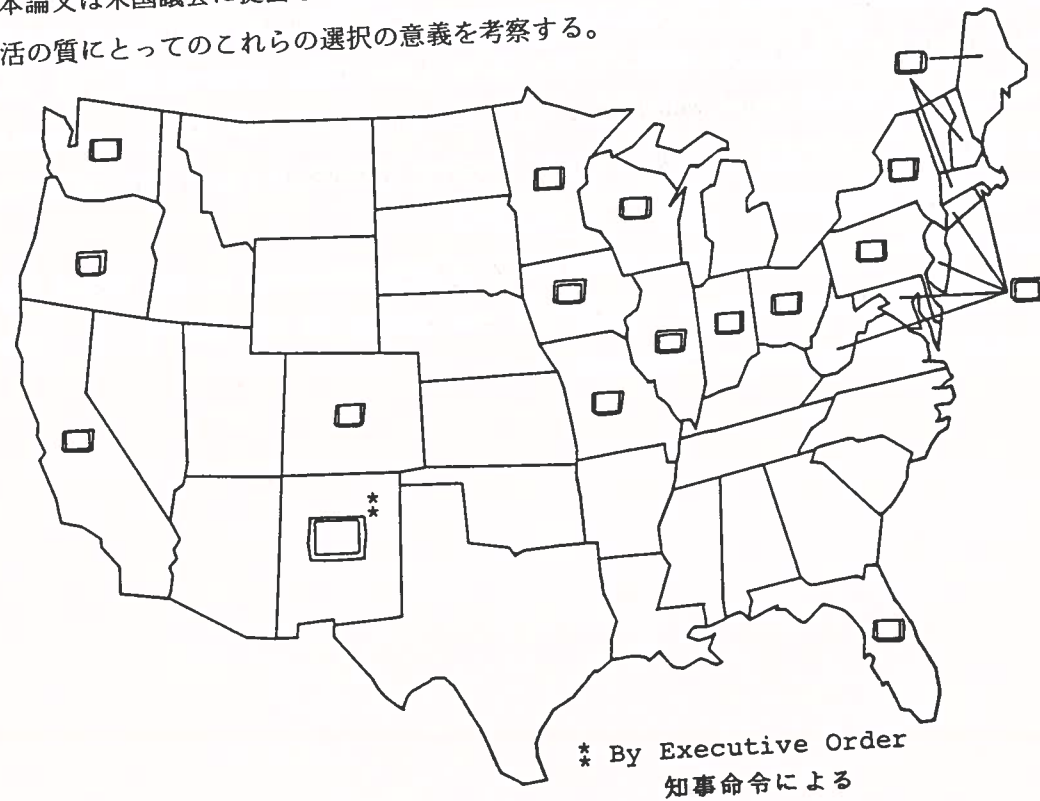 本論文は米国議会に提出
活の質にとってのこれらの選択の意義を考察する。
**
** By Executive Order
知事命令による